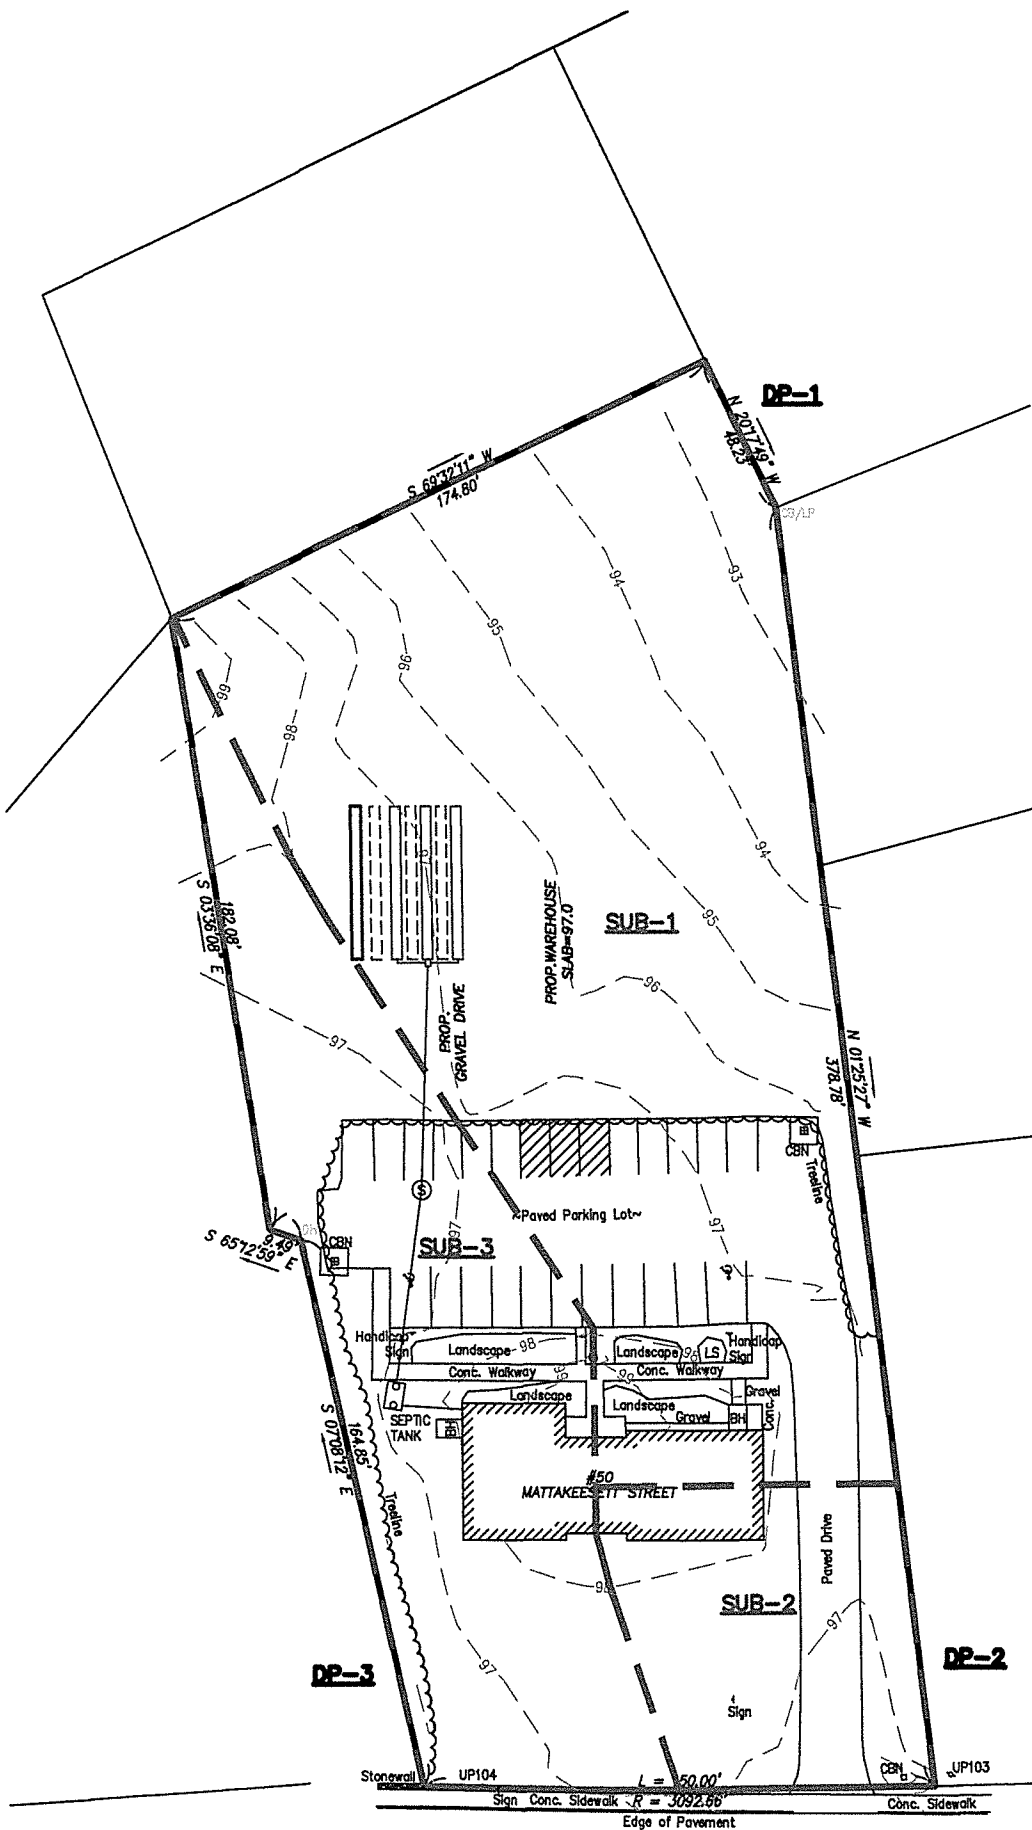 DP-1
N 20°17'49" W
48.23'
CB/LP
S 69°32'11" W
174.80'
93
94
95
96
98
99
94
95
96
97
SUB-1
PROP.WAREHOUSE
SLAB=97.0
PROP.
GRAVEL DRIVE
182.08'
S 03°36'08" E
97
N 01°25'27" W
378.78'
CBN
Treeline
S
~Paved Parking Lot~
97
97
DH
9.49'
S 65°12'59" E
CBN
SUB-3
Handicap
Sign
Landscape
98
Landscape
98
LS
Handicap
Sign
Conc. Walkway
99
99
Conc. Walkway
Landscape
Landscape
Gravel
Gravel
BH
Conc.
SEPTIC
TANK
BH
164.85'
S 07°08'12" E
Treeline
#50
MATTAKEESETT STREET
98
Paved Drive
SUB-2
97
97
DP-3
DP-2
Sign
Stonewall
UP104
CBN
UP103
Sign Conc. Sidewalk
R = 3092.66'
Conc. Sidewalk
Edge of Pavement